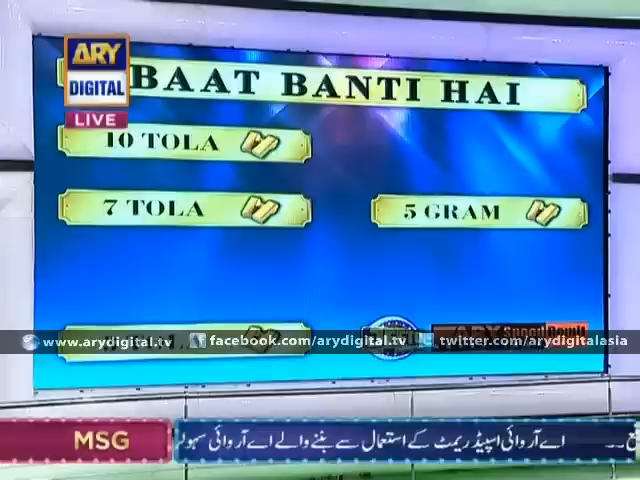 ARY
DIGITAL
LIVE
BAAT BANTI HAI
10 TOLA
7 TOLA
5 GRAM
www.arydigital.tv
facebook.com/arydigital.tv
twitter.com/arydigitalasia
MSG
اے آر وائی اسپیڈ ریمٹ کے استعمال سے بننے والے اے آر وائی سہولت